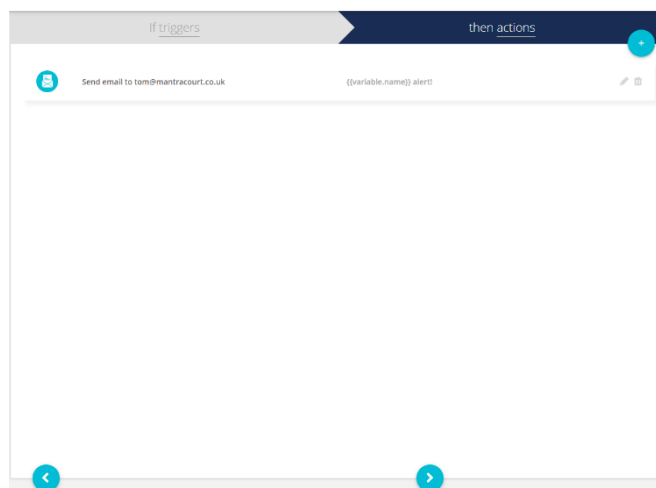 If triggers
then actions
+
Send email to tom@mantracourt.co.uk
{{variable.name}} alert!